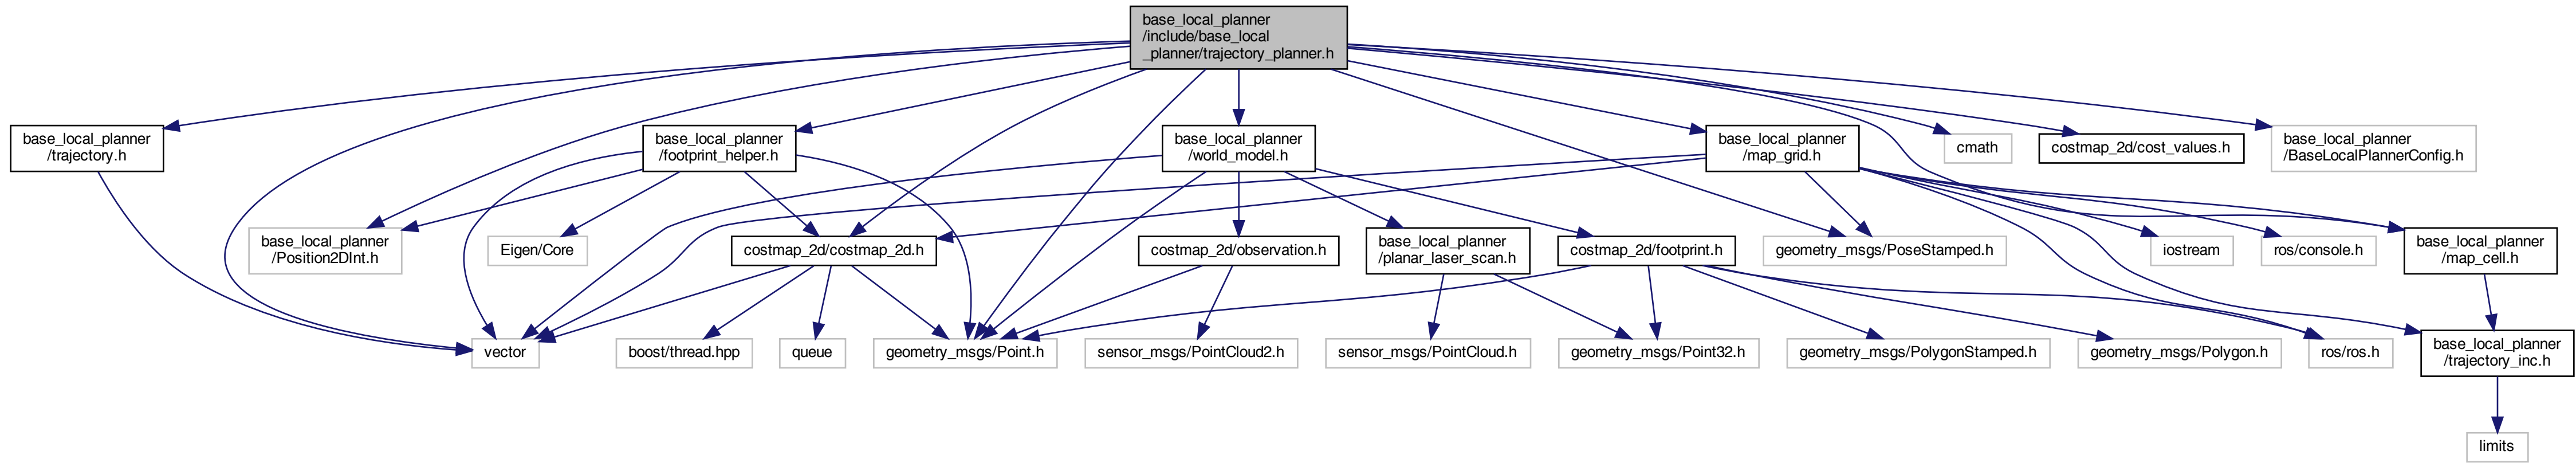 base_local_planner
/include/base_local
_planner/trajectory_planner.h
base_local_planner
/trajectory.h
base_local_planner
/footprint_helper.h
base_local_planner
/world_model.h
base_local_planner
/map_grid.h
cmath
costmap_2d/cost_values.h
base_local_planner
/BaseLocalPlannerConfig.h
base_local_planner
/Position2DInt.h
Eigen/Core
costmap_2d/costmap_2d.h
costmap_2d/observation.h
base_local_planner
/planar_laser_scan.h
costmap_2d/footprint.h
geometry_msgs/PoseStamped.h
iostream
ros/console.h
base_local_planner
/map_cell.h
vector
boost/thread.hpp
queue
geometry_msgs/Point.h
sensor_msgs/PointCloud2.h
sensor_msgs/PointCloud.h
geometry_msgs/Point32.h
geometry_msgs/PolygonStamped.h
geometry_msgs/Polygon.h
ros/ros.h
base_local_planner
/trajectory_inc.h
limits